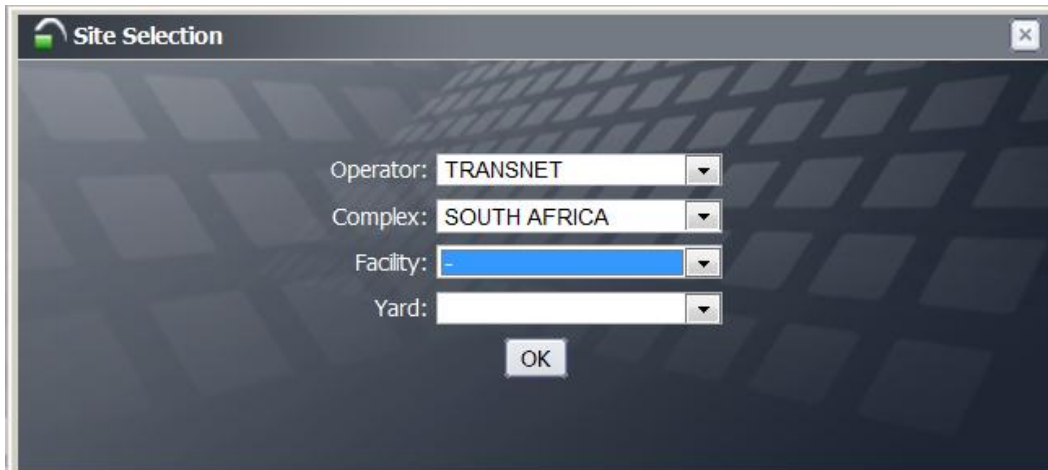 Site Selection
Operator: TRANSNET
Complex: SOUTH AFRICA
Facility: -
Yard:
OK